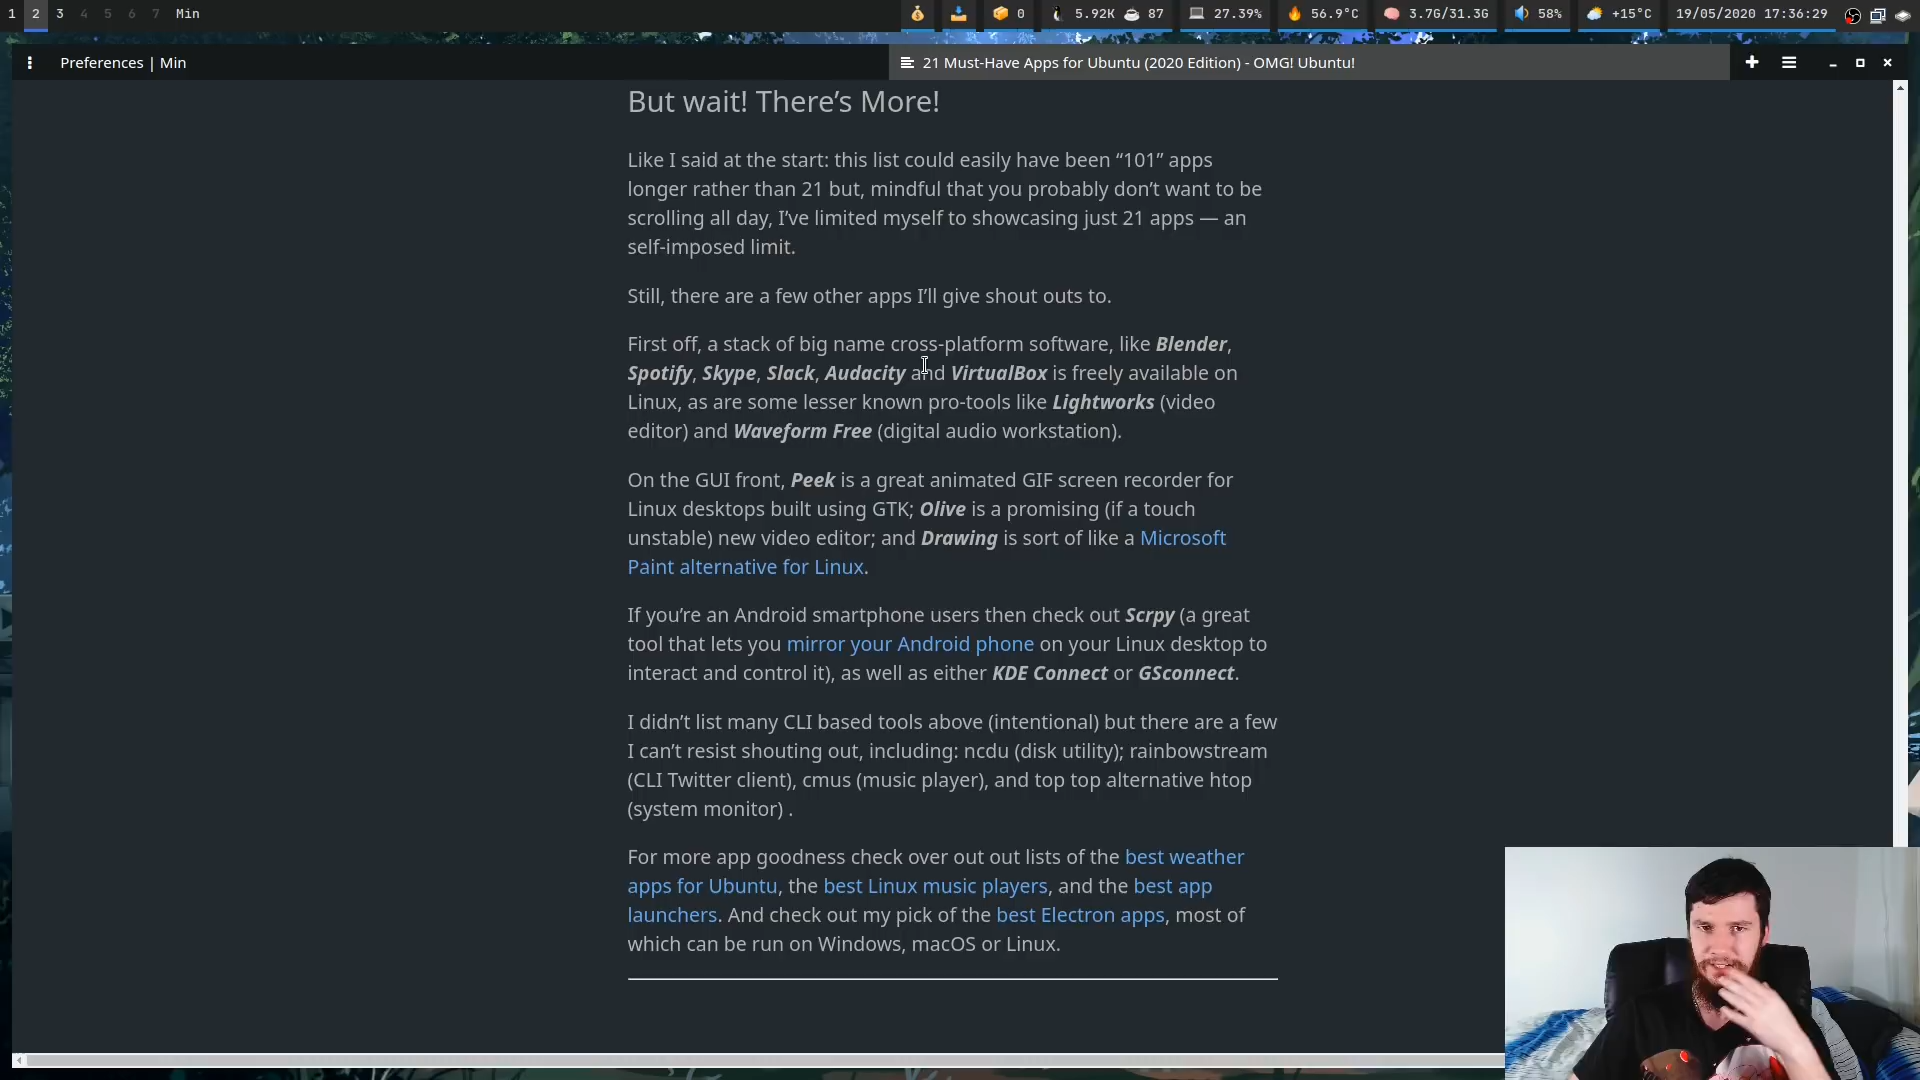 1 2 3 4 5 6 7 Min
0 5.92K 87 27.39% 56.9°C 3.7G/31.3G 58% +15°C 19/05/2020 17:36:29
Preferences | Min
21 Must-Have Apps for Ubuntu (2020 Edition) - OMG! Ubuntu!
But wait! There’s More!
Like I said at the start: this list could easily have been “101” apps
longer rather than 21 but, mindful that you probably don’t want to be
scrolling all day, I’ve limited myself to showcasing just 21 apps — an
self-imposed limit.
Still, there are a few other apps I’ll give shout outs to.
First off, a stack of big name cross-platform software, like Blender,
Spotify, Skype, Slack, Audacity and VirtualBox is freely available on
Linux, as are some lesser known pro-tools like Lightworks (video
editor) and Waveform Free (digital audio workstation).
On the GUI front, Peek is a great animated GIF screen recorder for
Linux desktops built using GTK; Olive is a promising (if a touch
unstable) new video editor; and Drawing is sort of like a Microsoft
Paint alternative for Linux.
If you’re an Android smartphone users then check out Scrpy (a great
tool that lets you mirror your Android phone on your Linux desktop to
interact and control it), as well as either KDE Connect or GSconnect.
I didn’t list many CLI based tools above (intentional) but there are a few
I can’t resist shouting out, including: ncdu (disk utility); rainbowstream
(CLI Twitter client), cmus (music player), and top top alternative htop
(system monitor) .
For more app goodness check over out out lists of the best weather
apps for Ubuntu, the best Linux music players, and the best app
launchers. And check out my pick of the best Electron apps, most of
which can be run on Windows, macOS or Linux.